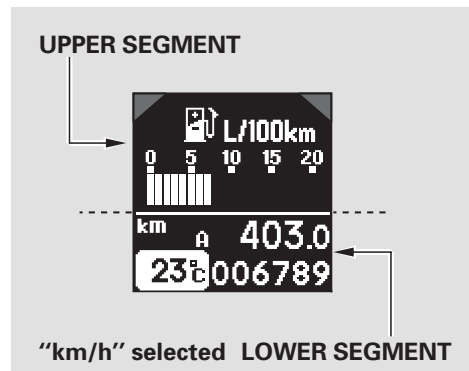 UPPER SEGMENT
L/100km
0 5 10 15 20
km A 403.0
23°C 006789
“km/h” selected LOWER SEGMENT